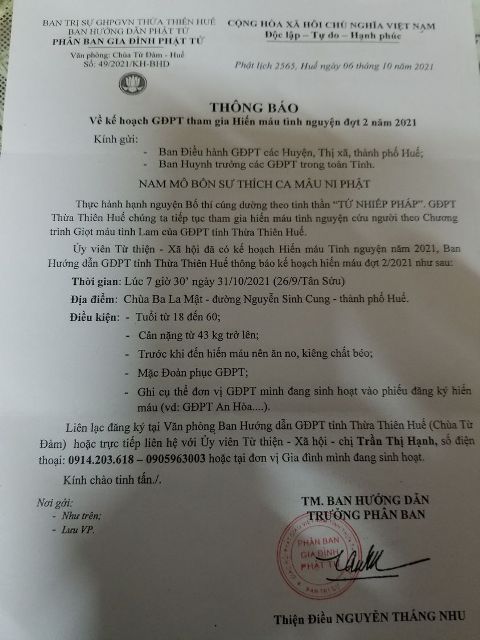 BAN TRỊ SỰ GHPGVN THỪA THIÊN HUẾ
BAN HƯỚNG DẪN PHẬT TỬ
PHÂN BAN GIA ĐÌNH PHẬT TỬ
Văn phòng: Chùa Từ Đàm - Huế
Số: 49/2021/KH-BHD
CỘNG HÒA XÃ HỘI CHỦ NGHĨA VIỆT NAM
Độc lập – Tự do – Hạnh phúc
Phật lịch 2565, Huế ngày 06 tháng 10 năm 2021
THÔNG BÁO
Về kế hoạch GĐPT tham gia Hiến máu tình nguyện đợt 2 năm 2021
Kính gửi:
- Ban Điều hành GĐPT các Huyện, Thị xã, thành phố Huế;
- Ban Huynh trưởng các GĐPT trong toàn Tỉnh.
NAM MÔ BỔN SƯ THÍCH CA MÂU NI PHẬT
Thực hành hạnh nguyện Bố thí cúng dường theo tinh thần “TỨ NHIẾP PHÁP”. GĐPT
Thừa Thiên Huế chúng ta tiếp tục tham gia hiến máu tình nguyện cứu người theo Chương
trình Giọt máu tình Lam của GĐPT tỉnh Thừa Thiên Huế.
Ủy viên Từ thiện - Xã hội đã có kế hoạch Hiến máu Tình nguyện năm 2021, Ban
Hướng dẫn GĐPT tỉnh Thừa Thiên Huế thông báo kế hoạch hiến máu đợt 2/2021 như sau:
Thời gian: Lúc 7 giờ 30’ ngày 31/10/2021 (26/9/Tân Sửu)
Địa điểm: Chùa Ba La Mật - đường Nguyễn Sinh Cung - thành phố Huế.
Điều kiện: - Tuổi từ 18 đến 60;
- Cân nặng từ 43 kg trở lên;
- Trước khi đến hiến máu nên ăn no, kiêng chất béo;
- Mặc Đoàn phục GĐPT;
- Ghi cụ thể đơn vị GĐPT mình đang sinh hoạt vào phiếu đăng ký hiến
máu (vd: GĐPT An Hòa....).
Liên lạc đăng ký tại Văn phòng Ban Hướng dẫn GĐPT tỉnh Thừa Thiên Huế (Chùa Từ
Đàm) hoặc trực tiếp liên hệ với Ủy viên Từ thiện - Xã hội - chị Trần Thị Hạnh, số điện
thoại: 0914.203.618 – 0905963003 hoặc tại đơn vị Gia đình mình đang sinh hoạt.
Kính chào tinh tấn./.
Nơi gởi:
- Như trên;
- Lưu VP.
TM. BAN HƯỚNG DẪN
TRƯỞNG PHÂN BAN
PHÂN BAN
GIA ĐÌNH
PHẬT TỬ
Thiện Điều NGUYỄN THẮNG NHU